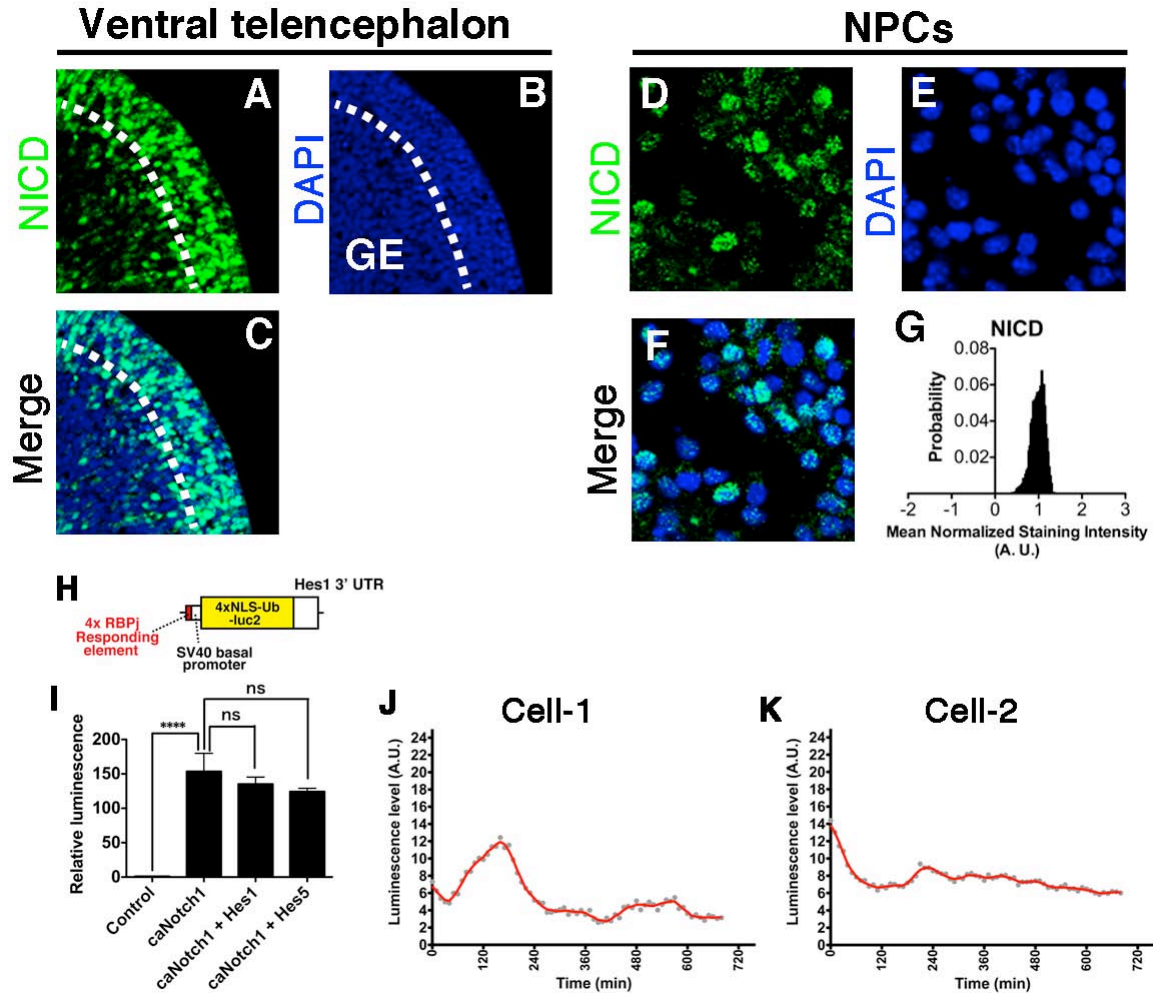 Ventral telencephalon
NPCs
NICD
A
DAPI
B
GE
NICD
D
DAPI
E
Merge
C
Merge
F
G
NICD
Probability
0.08
0.06
0.04
0.02
-2 -1 0 1 2 3
Mean Normalized Staining Intensity
(A. U.)
H
Hes1 3' UTR
4xNLS-Ub
-luc2
4x RBPj
Responding
element
SV40 basal
promoter
I
ns
ns
****
Relative luminescence
200
150
100
50
0
Control
caNotch1
caNotch1 + Hes1
caNotch1 + Hes5
J
Cell-1
Luminescence level (A.U.)
24
22
20
18
16
14
12
10
8
6
4
2
0
0 120 240 360 480 600 720
Time (min)
K
Cell-2
Luminescence level (A.U.)
24
22
20
18
16
14
12
10
8
6
4
2
0
0 120 240 360 480 600 720
Time (min)